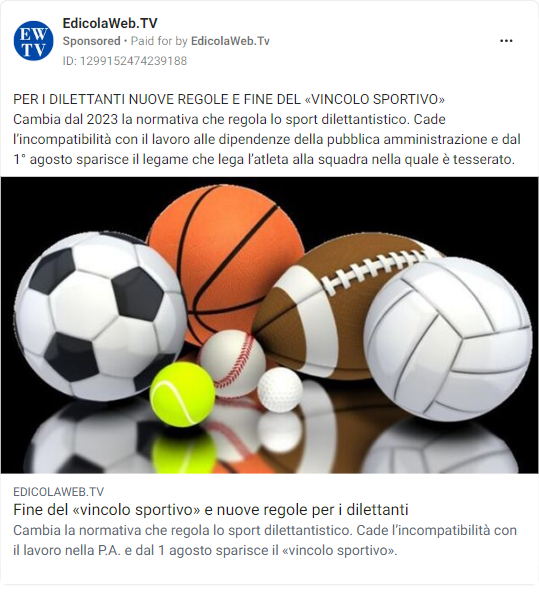 EW
TV
EdicolaWeb.TV
Sponsored • Paid for by EdicolaWeb.Tv
ID: 1299152474239188
PER I DILETTANTI NUOVE REGOLE E FINE DEL «VINCOLO SPORTIVO»
Cambia dal 2023 la normativa che regola lo sport dilettantistico. Cade
l’incompatibilità con il lavoro alle dipendenze della pubblica amministrazione e dal
1° agosto sparisce il legame che lega l’atleta alla squadra nella quale è tesserato.
EDICOLAWEB.TV
Fine del «vincolo sportivo» e nuove regole per i dilettanti
Cambia la normativa che regola lo sport dilettantistico. Cade l’incompatibilità con
il lavoro nella P.A. e dal 1 agosto sparisce il «vincolo sportivo».